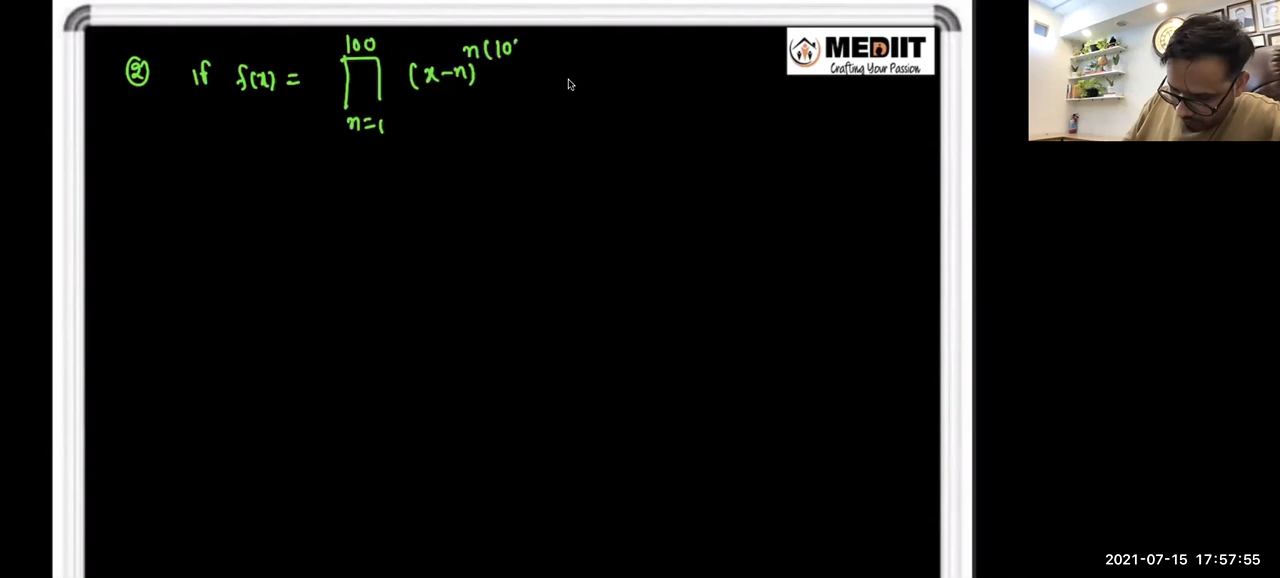 ② If f(x) = 100 ∏ n=1 (x-n)^n(10
MEDIIT
Crafting Your Passion
2021-07-15 17:57:55